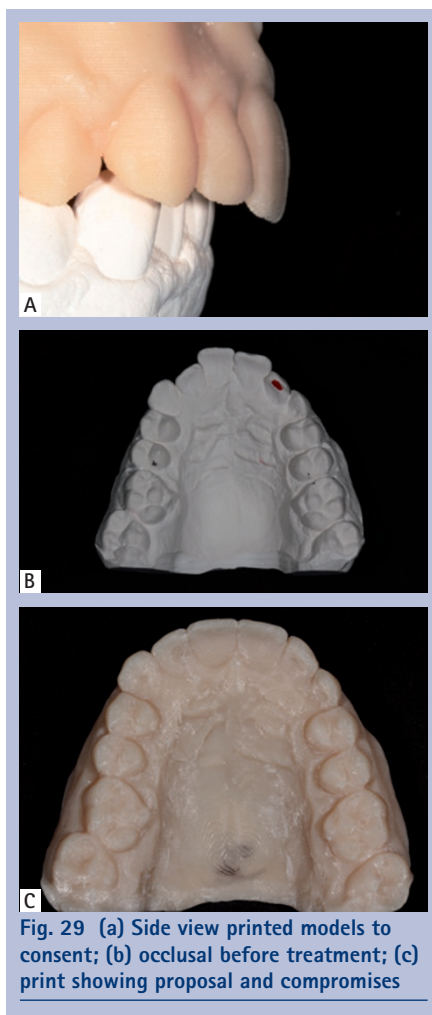 A
B
C
Fig. 29 (a) Side view printed models to
consent; (b) occlusal before treatment; (c)
print showing proposal and compromises